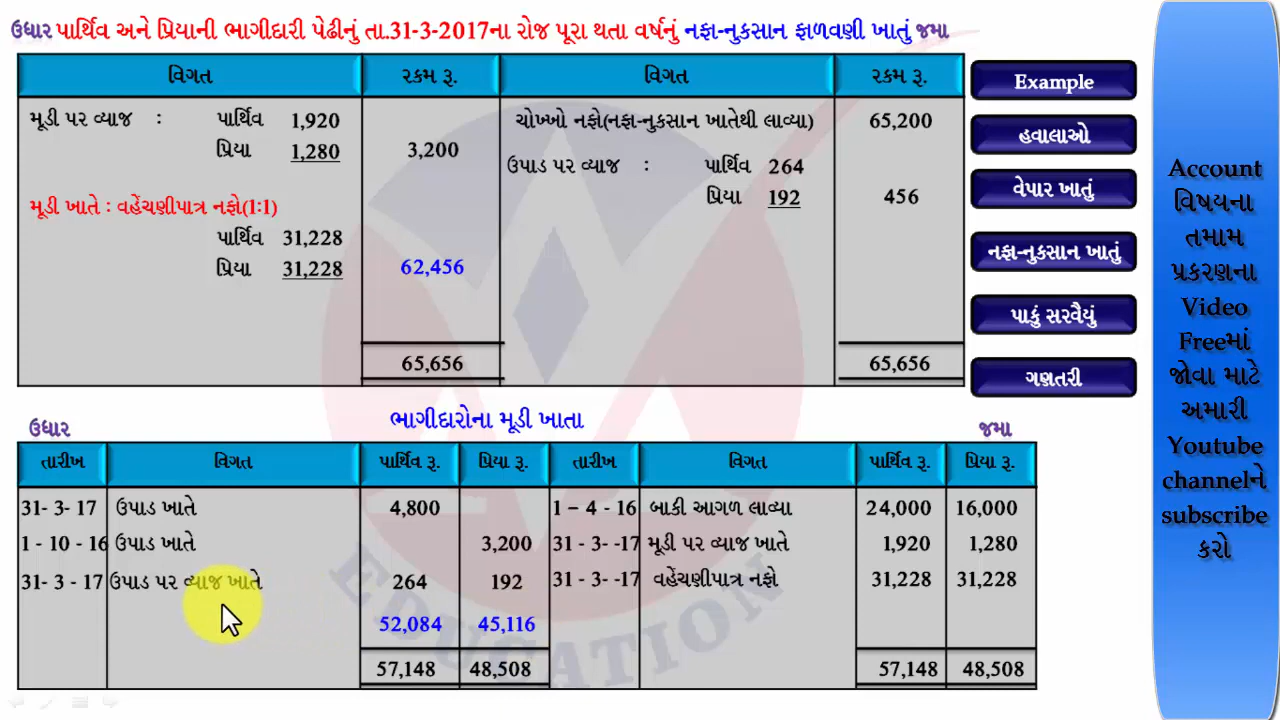 ઉધાર પાર્થિવ અને પ્રિયાની ભાગીદારી પેઢીનું તા.31-3-2017ના રોજ પૂરા થતા વર્ષનું નફા-નુકસાન ફાળવણી ખાતું જમા
વિગત રકમ રૂ. વિગત રકમ રૂ.
મૂડી પર વ્યાજ : પાર્થિવ 1,920 ચોખ્ખો નફો(નફા-નુકસાન ખાતેથી લાવ્યા) 65,200
પ્રિયા 1,280 3,200 ઉપાડ પર વ્યાજ : પાર્થિવ 264
પ્રિયા 192 456
મૂડી ખાતે : વહેંચણીપાત્ર નફો(1:1)
પાર્થિવ 31,228
પ્રિયા 31,228 62,456
65,656 65,656
ભાગીદારોના મૂડી ખાતા
ઉધાર જમા
તારીખ વિગત પાર્થિવ રૂ. પ્રિયા રૂ. તારીખ વિગત પાર્થિવ રૂ. પ્રિયા રૂ.
31- 3- 17 ઉપાડ ખાતે 4,800 1 – 4 - 16 બાકી આગળ લાવ્યા 24,000 16,000
1 - 10 - 16 ઉપાડ ખાતે 3,200 31 - 3- -17 મૂડી પર વ્યાજ ખાતે 1,920 1,280
31- 3 - 17 ઉપાડ પર વ્યાજ ખાતે 264 192 31 - 3- -17 વહેંચણીપાત્ર નફો 31,228 31,228
52,084 45,116
57,148 48,508 57,148 48,508
Example
હવાલાઓ
વેપાર ખાતું
નફા-નુકસાન ખાતું
પાકું સરવૈયું
ગણતરી
Account
વિષયના
તમામ
પ્રકરણના
Video
Freeમાં
જોવા માટે
અમારી
Youtube
channelને
subscribe
કરો
EDUCATION